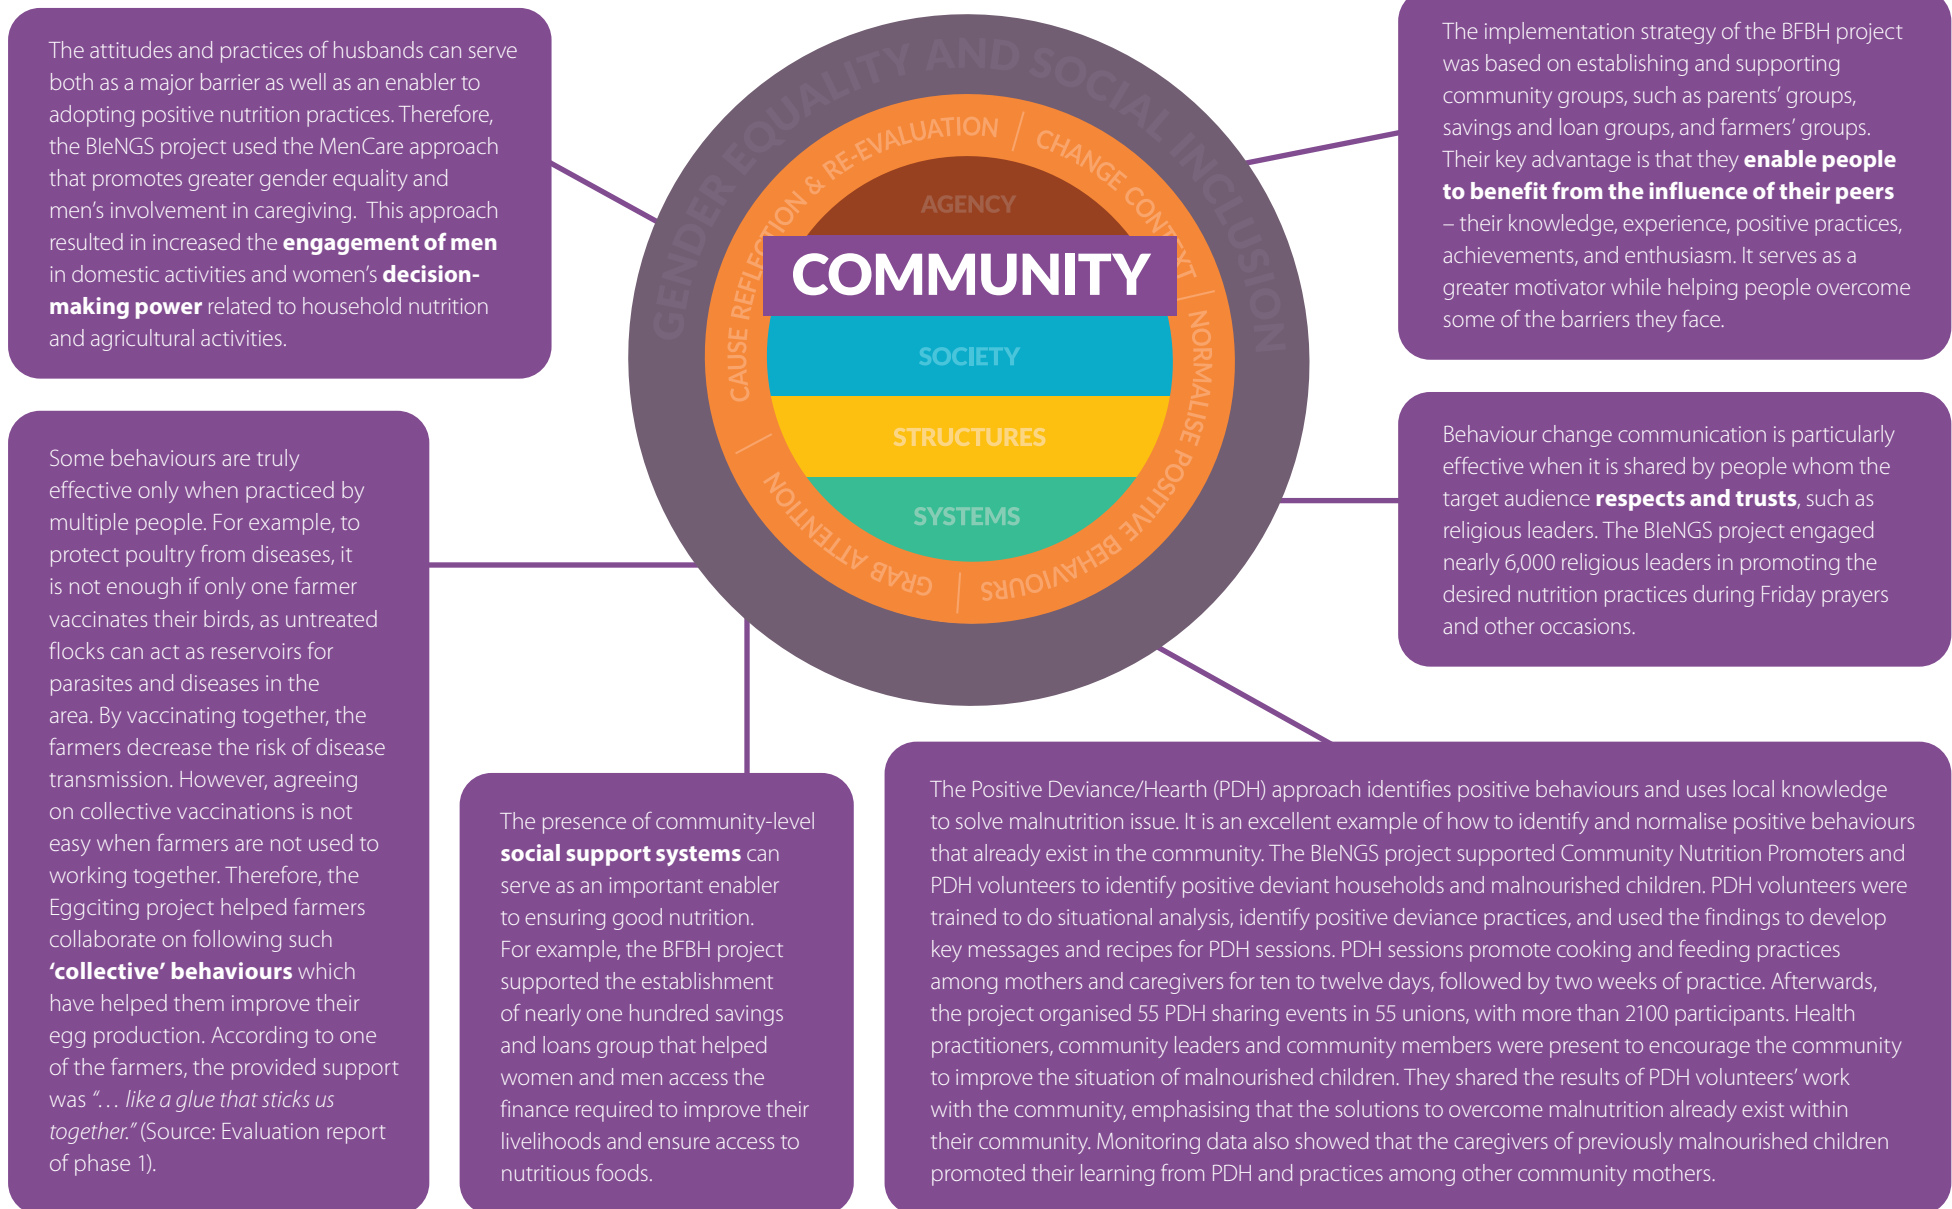 The attitudes and practices of husbands can serve
both as a major barrier as well as an enabler to
adopting positive nutrition practices. Therefore,
the BleNGS project used the MenCare approach
that promotes greater gender equality and
men's involvement in caregiving.  This approach
resulted in increased the engagement of men
in domestic activities and women's decision-
making power related to household nutrition
and agricultural activities.
Some behaviours are truly
effective only when practiced by
multiple people. For example, to
protect poultry from diseases, it
is not enough if only one farmer
vaccinates their birds, as untreated
flocks can act as reservoirs for
parasites and diseases in the
area. By vaccinating together, the
farmers decrease the risk of disease
transmission. However, agreeing
on collective vaccinations is not
easy when farmers are not used to
working together. Therefore, the
Eggciting project helped farmers
collaborate on following such
'collective' behaviours which
have helped them improve their
egg production. According to one
of the farmers, the provided support
was "… like a glue that sticks us
together." (Source: Evaluation report
of phase 1).
GENDER EQUALITY AND SOCIAL INCLUSION
CAUSE REFLECTION & RE-EVALUATION | CHANGE CONTEXT | NORMALISE POSITIVE BEHAVIOURS | GRAB ATTENTION |
AGENCY
COMMUNITY
SOCIETY
STRUCTURES
SYSTEMS
The presence of community-level
social support systems can
serve as an important enabler
to ensuring good nutrition.
For example, the BFBH project
supported the establishment
of nearly one hundred savings
and loans group that helped
women and men access the
finance required to improve their
livelihoods and ensure access to
nutritious foods.
The implementation strategy of the BFBH project
was based on establishing and supporting
community groups, such as parents' groups,
savings and loan groups, and farmers' groups.
Their key advantage is that they enable people
to benefit from the influence of their peers
– their knowledge, experience, positive practices,
achievements, and enthusiasm. It serves as a
greater motivator while helping people overcome
some of the barriers they face.
Behaviour change communication is particularly
effective when it is shared by people whom the
target audience respects and trusts, such as
religious leaders. The BleNGS project engaged
nearly 6,000 religious leaders in promoting the
desired nutrition practices during Friday prayers
and other occasions.
The Positive Deviance/Hearth (PDH) approach identifies positive behaviours and uses local knowledge
to solve malnutrition issue. It is an excellent example of how to identify and normalise positive behaviours
that already exist in the community. The BleNGS project supported Community Nutrition Promoters and
PDH volunteers to identify positive deviant households and malnourished children. PDH volunteers were
trained to do situational analysis, identify positive deviance practices, and used the findings to develop
key messages and recipes for PDH sessions. PDH sessions promote cooking and feeding practices
among mothers and caregivers for ten to twelve days, followed by two weeks of practice. Afterwards,
the project organised 55 PDH sharing events in 55 unions, with more than 2100 participants. Health
practitioners, community leaders and community members were present to encourage the community
to improve the situation of malnourished children. They shared the results of PDH volunteers' work
with the community, emphasising that the solutions to overcome malnutrition already exist within
their community. Monitoring data also showed that the caregivers of previously malnourished children
promoted their learning from PDH and practices among other community mothers.